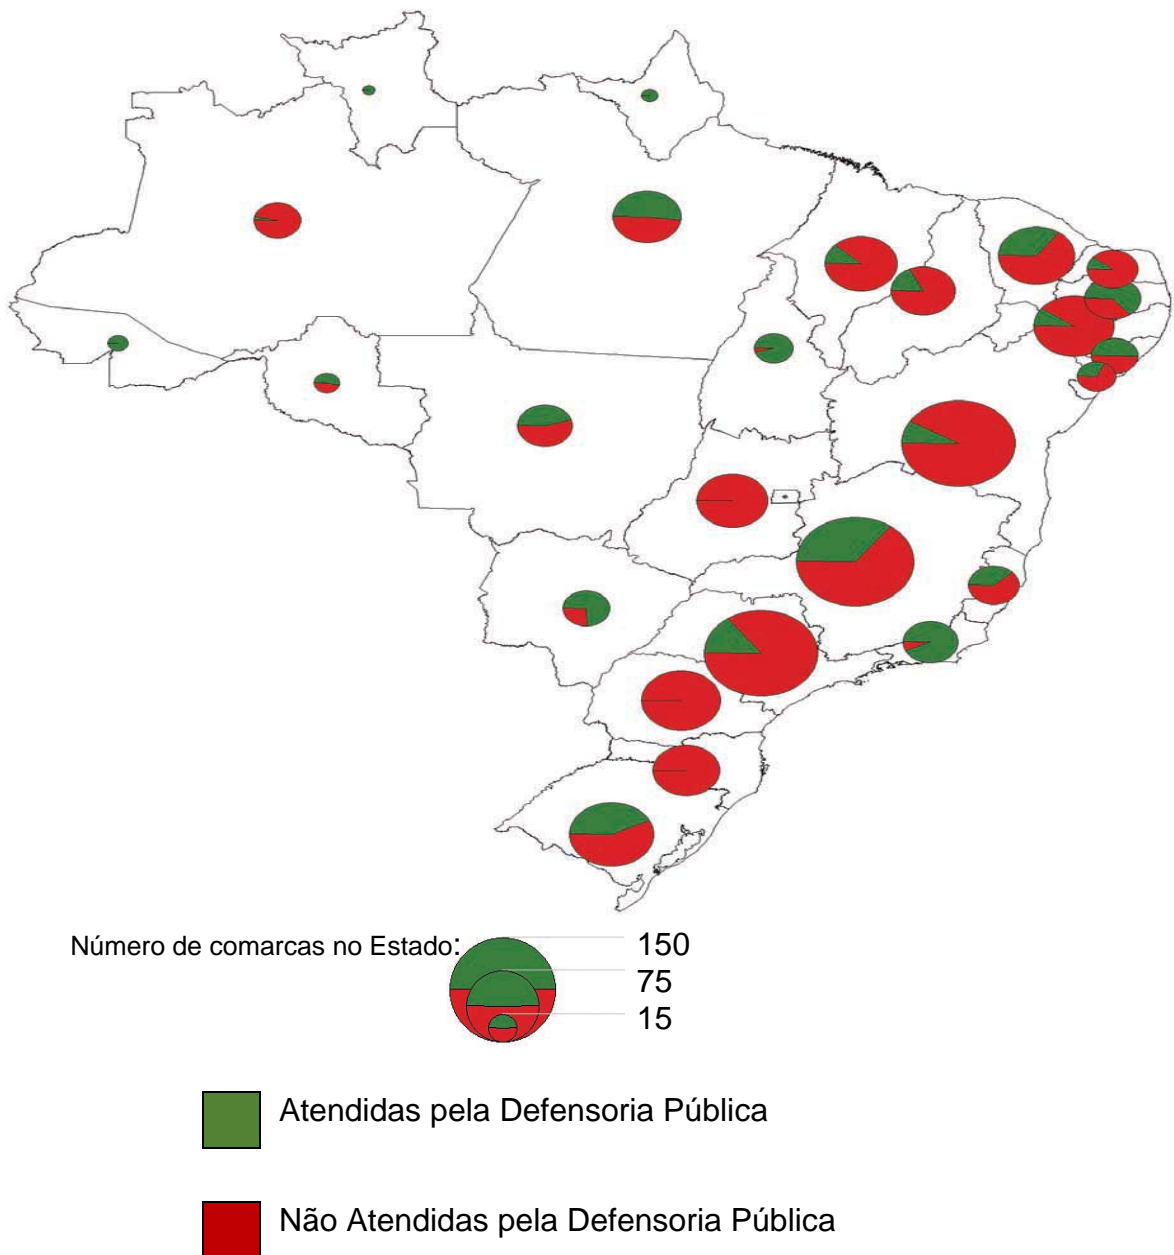 Número de comarcas no Estado:
150
75
15
Atendidas pela Defensoria Pública
Não Atendidas pela Defensoria Pública